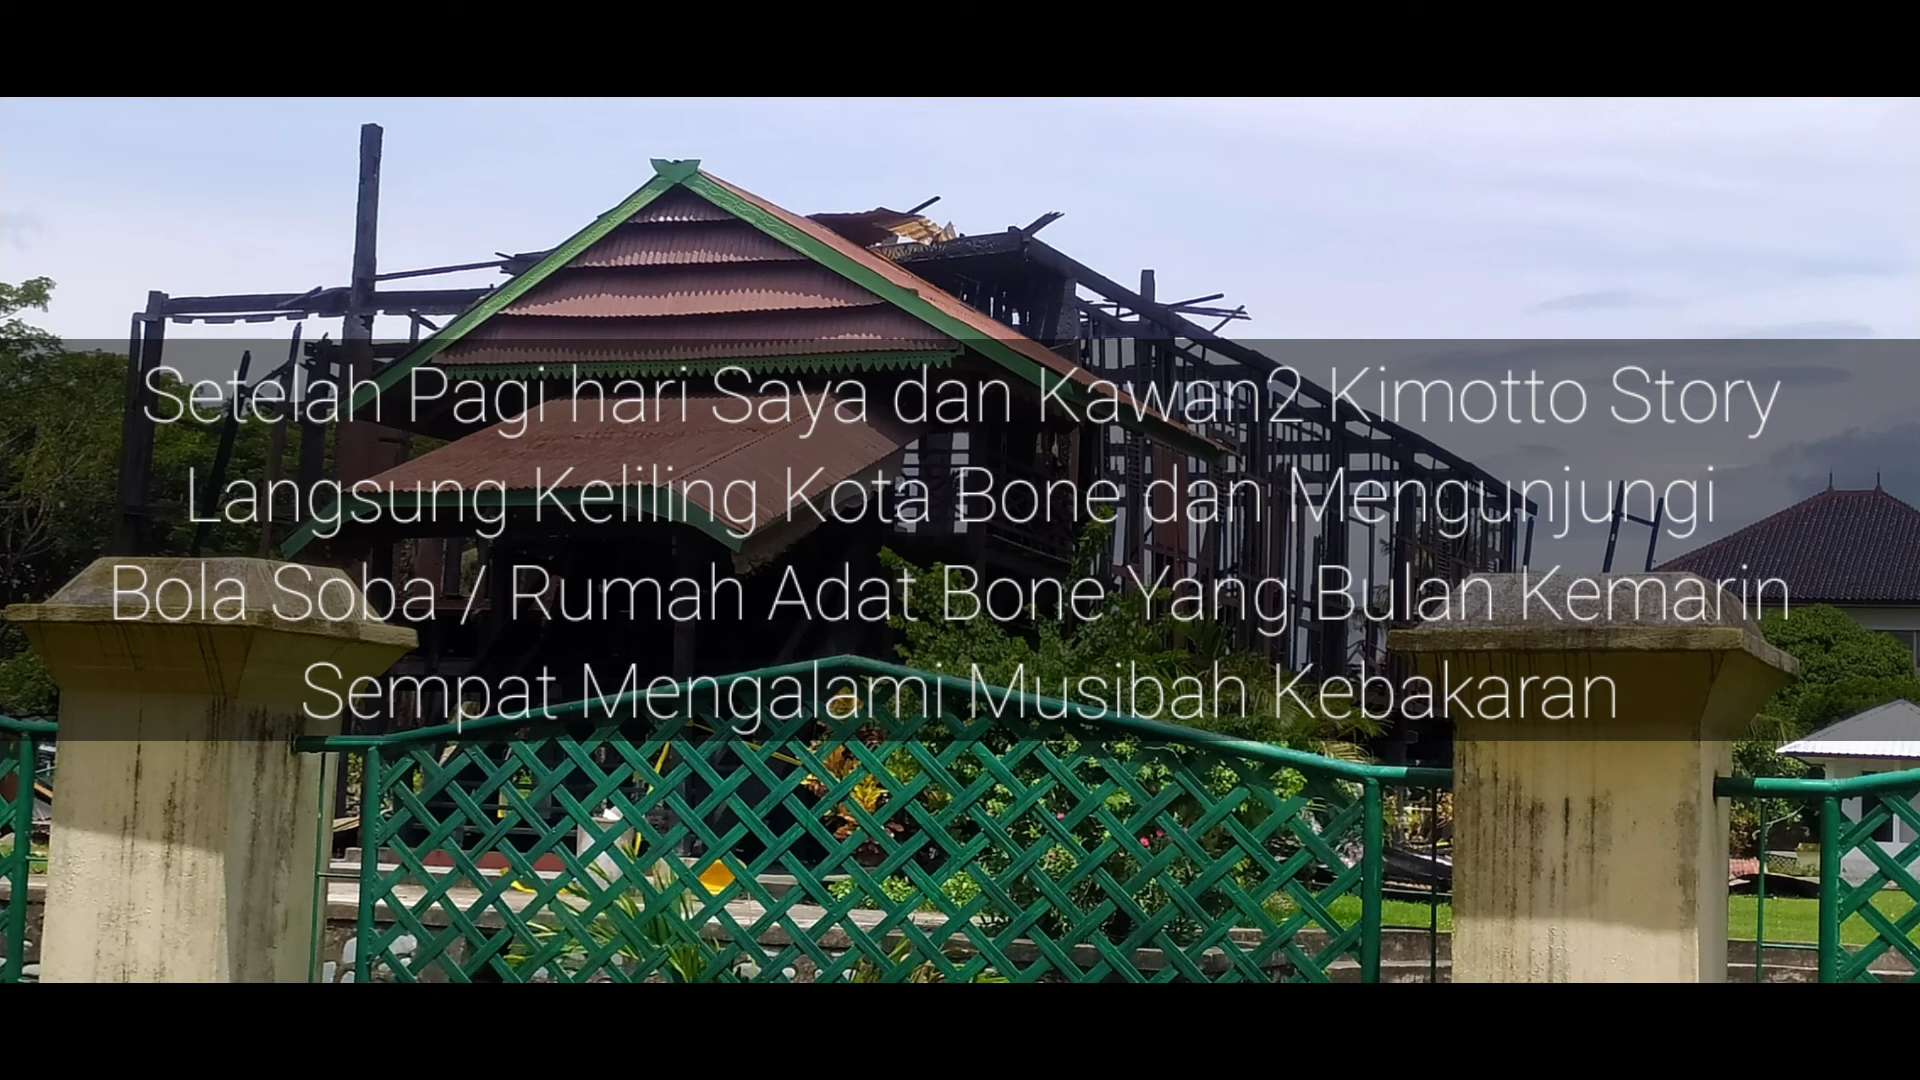 Setelah Pagi hari Saya dan Kawan2 Kimotto Story
Langsung Keliling Kota Bone dan Mengunjungi
Bola Soba / Rumah Adat Bone Yang Bulan Kemarin
Sempat Mengalami Musibah Kebakaran